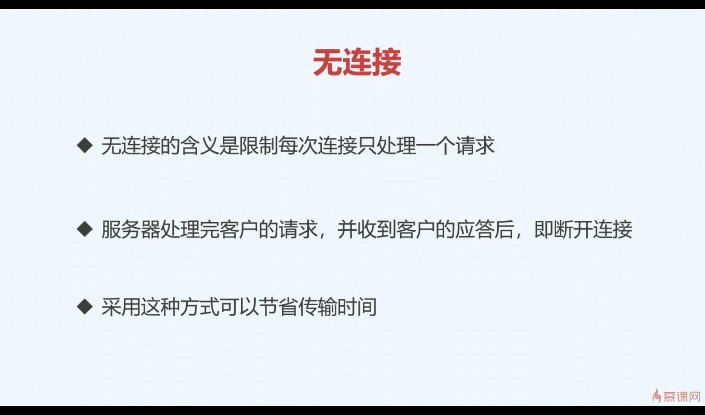 无连接
◆ 无连接的含义是限制每次连接只处理一个请求
◆ 服务器处理完客户的请求，并收到客户的应答后，即断开连接
◆ 采用这种方式可以节省传输时间
慕课网